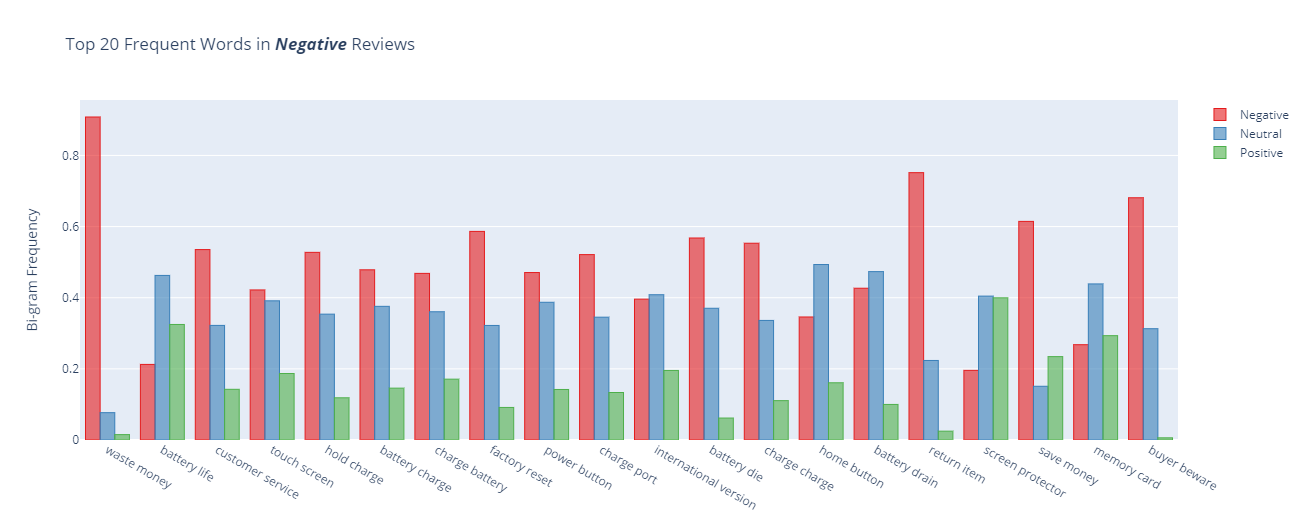 Top 20 Frequent Words in Negative Reviews
Negative
Neutral
Positive
Bi-gram Frequency
0.8
0.6
0.4
0.2
0
waste money
battery life
customer service
touch screen
hold charge
battery charge
charge battery
factory reset
power button
charge port
international version
battery die
charge charge
home button
battery drain
return item
screen protector
save money
memory card
buyer beware